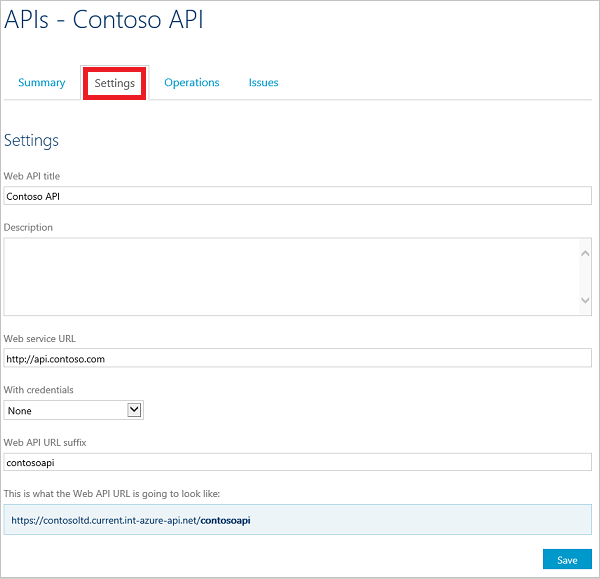 APIs - Contoso API
Summary Settings Operations Issues
Settings
Web API title
Contoso API
Description
Web service URL
http://api.contoso.com
With credentials
None
Web API URL suffix
contosoapi
This is what the Web API URL is going to look like:
https://contosoltd.current.int-azure-api.net/contosoapi
Save